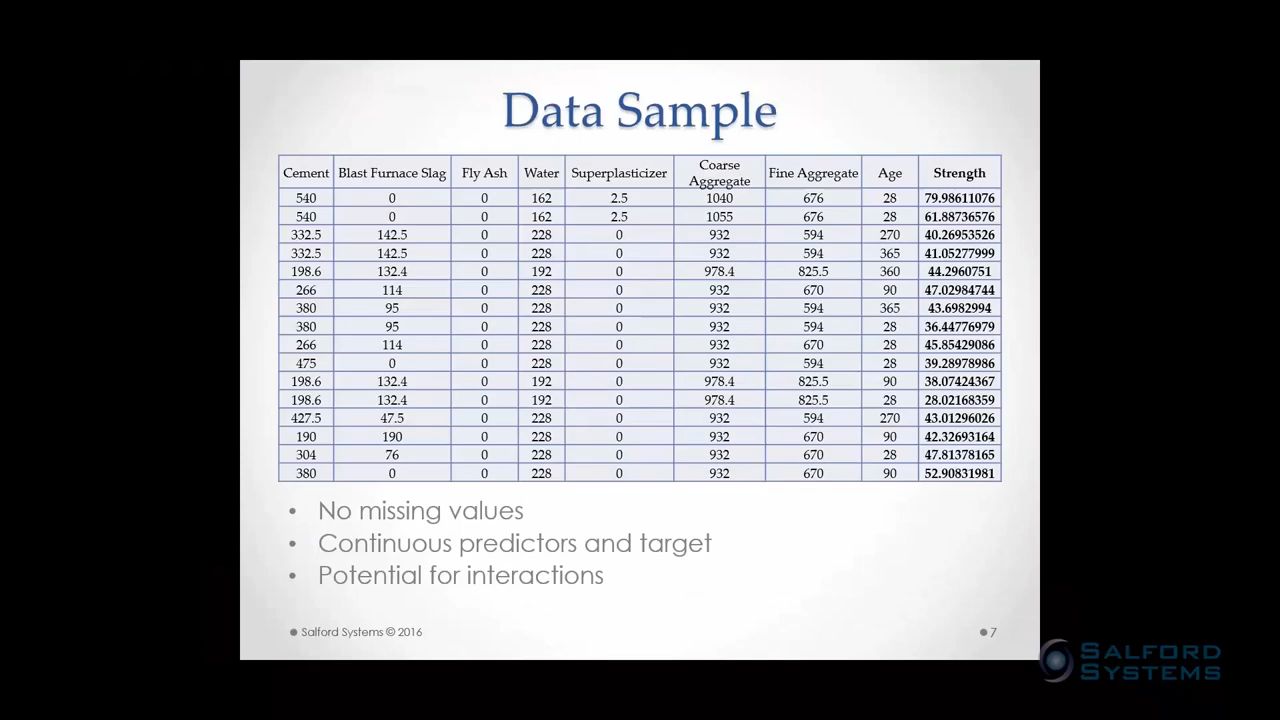 Data Sample
Cement Blast Furnace Slag Fly Ash Water Superplasticizer Coarse Aggregate Fine Aggregate Age Strength
540 0 0 162 2.5 1040 676 28 79.98611076
540 0 0 162 2.5 1055 676 28 61.88736576
332.5 142.5 0 228 0 932 594 270 40.26953526
332.5 142.5 0 228 0 932 594 365 41.05277999
198.6 132.4 0 192 0 978.4 825.5 360 44.2960751
266 114 0 228 0 932 670 90 47.02984744
380 95 0 228 0 932 594 365 43.6982994
380 95 0 228 0 932 594 28 36.44776979
266 114 0 228 0 932 670 28 45.85429086
475 0 0 228 0 932 594 28 39.28978986
198.6 132.4 0 192 0 978.4 825.5 90 38.07424367
198.6 132.4 0 192 0 978.4 825.5 28 28.02168359
427.5 47.5 0 228 0 932 594 270 43.01296026
190 190 0 228 0 932 670 90 42.32693164
304 76 0 228 0 932 670 28 47.81378165
380 0 0 228 0 932 670 90 52.90831981
• No missing values
• Continuous predictors and target
• Potential for interactions
Salford Systems © 2016
7
SALFORD
SYSTEMS